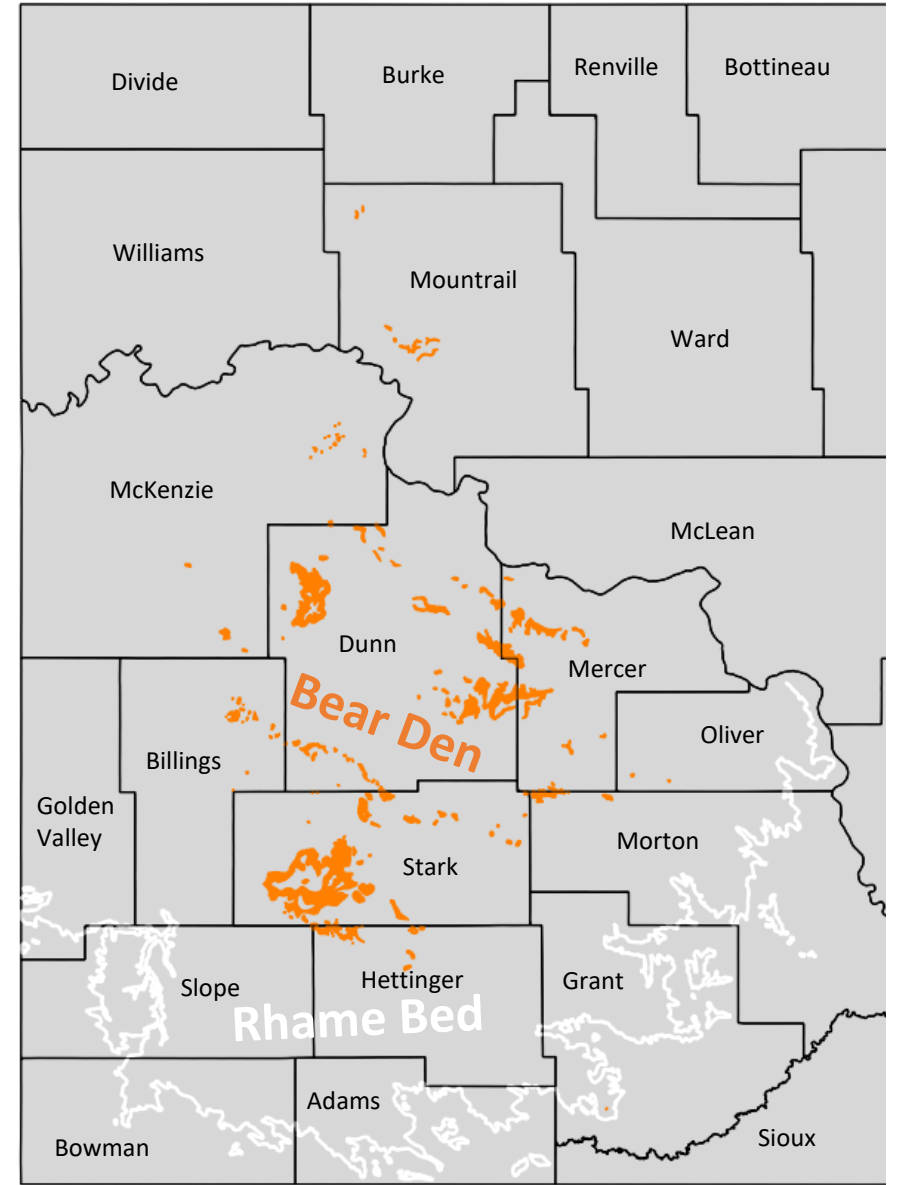 Divide
Burke
Renville
Bottineau
Williams
Mountrail
Ward
McKenzie
McLean
Dunn
Mercer
Bear Den
Oliver
Billings
Golden
Valley
Morton
Stark
Slope
Hettinger
Grant
Rhame Bed
Adams
Bowman
Sioux